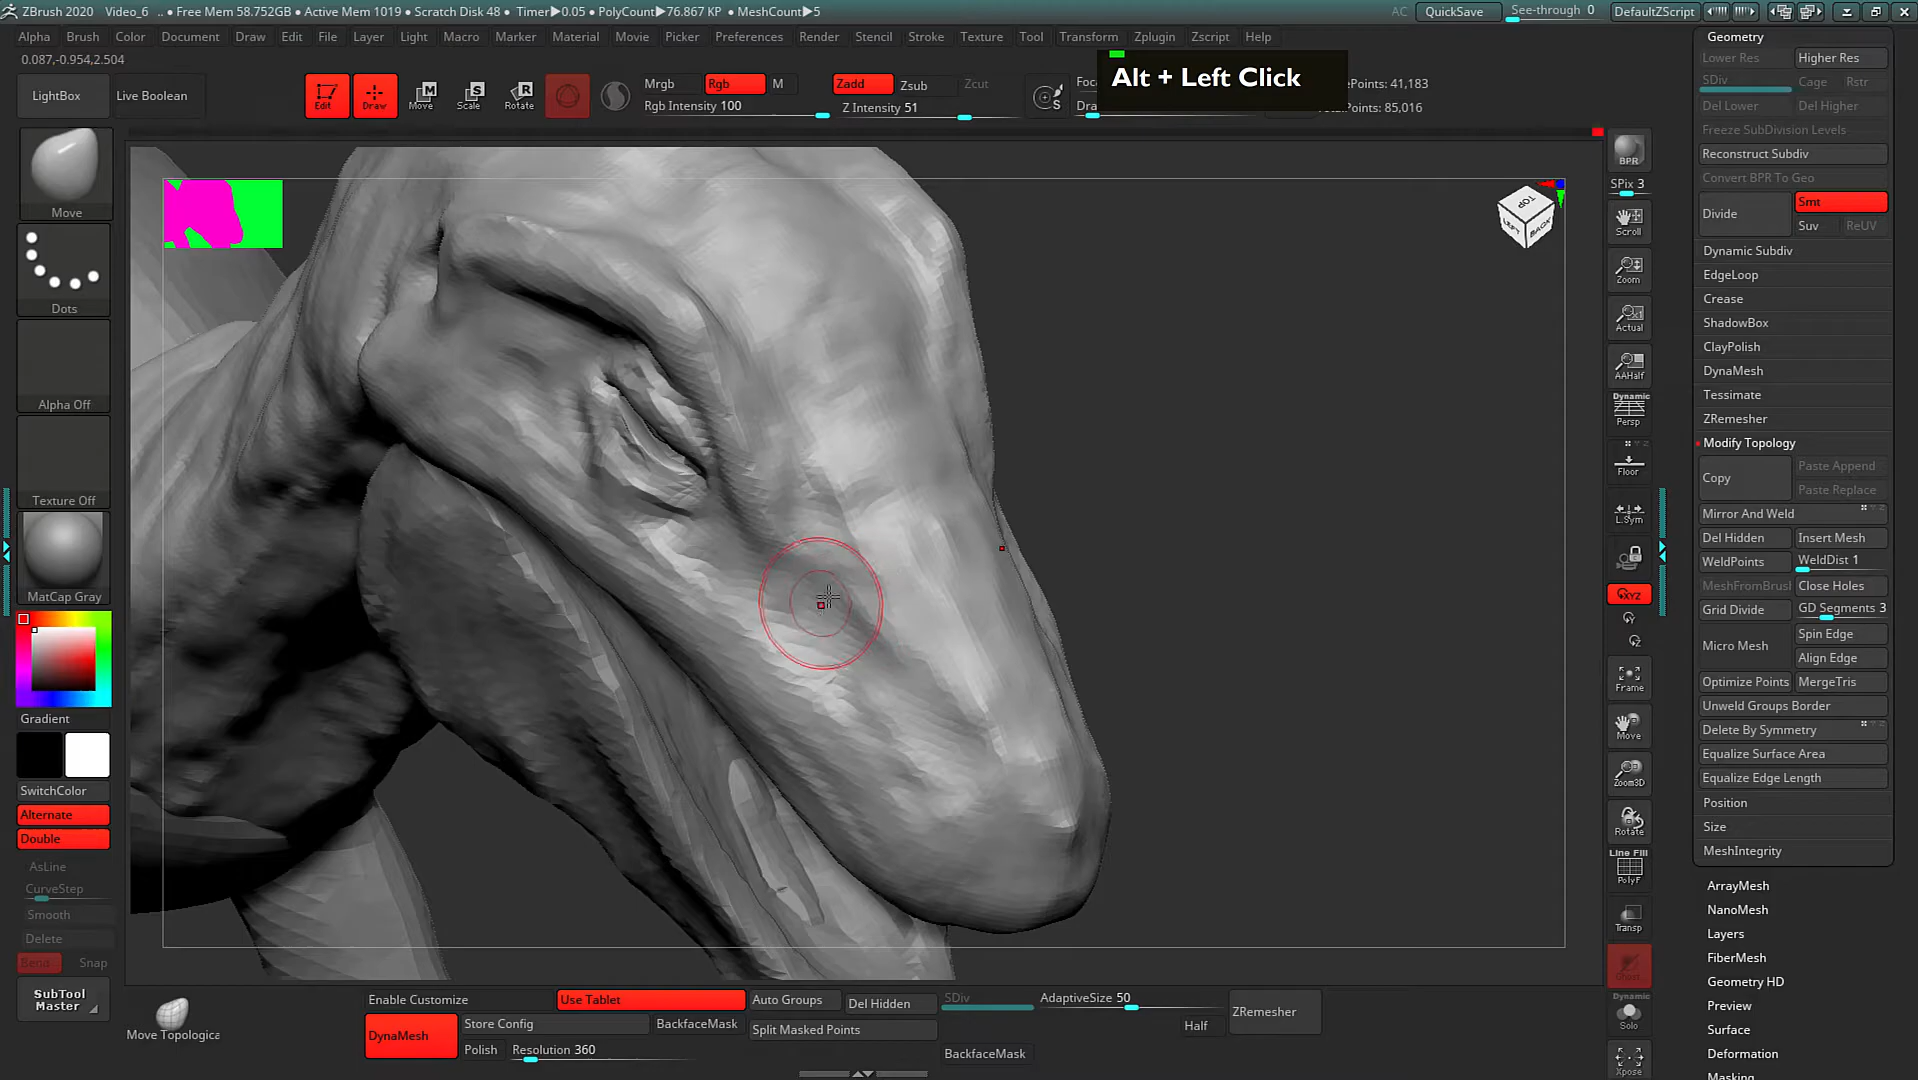 ZBrush 2020 Video_6 .. • Free Mem 58.752GB • Active Mem 1019 • Scratch Disk 48 • Timer▶0.05 • PolyCount▶76.867 KP • MeshCount▶5
AC QuickSave See-through 0 DefaultZScript
Alpha Brush Color Document Draw Edit File Layer Light Macro Marker Material Movie Picker Preferences Render Stencil Stroke Texture Tool Transform Zplugin Zscript Help
0.087,-0.954,2.504
Alt + Left Click
LightBox
Live Boolean
Edit
Draw
Move
Scale
Rotate
Mrgb Rgb M
Rgb Intensity 100
Zadd Zsub Zcut
Z Intensity 51
S
Foca
Dra
ePoints: 41,183
Points: 85,016
Move
Dots
Alpha Off
Texture Off
MatCap Gray
Gradient
SwitchColor
Alternate
Double
AsLine
CurveStep
Smooth
Delete
Bend Snap
SubTool
Master
TOP
LEFT
BACK
BPR
SPix 3
Scroll
Zoom
Actual
AAHalf
Dynamic
Persp
Floor
L.Sym
XYZ
Frame
Move
Zoom3D
Rotate
Line Fill
PolyF
Transp
Ghost
Dynamic
Solo
Xpose
Geometry
Lower Res Higher Res
SDiv Cage Rstr
Del Lower Del Higher
Freeze SubDivision Levels
Reconstruct Subdiv
Convert BPR To Geo
Divide Smt
Suv ReUV
Dynamic Subdiv
EdgeLoop
Crease
ShadowBox
ClayPolish
DynaMesh
Tessimate
ZRemesher
Modify Topology
Copy Paste Append
Paste Replace
Mirror And Weld
Del Hidden Insert Mesh
WeldPoints WeldDist 1
MeshFromBrus Close Holes
Grid Divide GD Segments 3
Micro Mesh Spin Edge
Align Edge
Optimize Points MergeTris
Unweld Groups Border
Delete By Symmetry
Equalize Surface Area
Equalize Edge Length
Position
Size
MeshIntegrity
ArrayMesh
NanoMesh
Layers
FiberMesh
Geometry HD
Preview
Surface
Deformation
Masking
Move Topologica
Enable Customize Use Tablet Auto Groups Del Hidden SDiv AdaptiveSize 50
DynaMesh Store Config BackfaceMask Split Masked Points Half ZRemesher
Polish Resolution 360 BackfaceMask